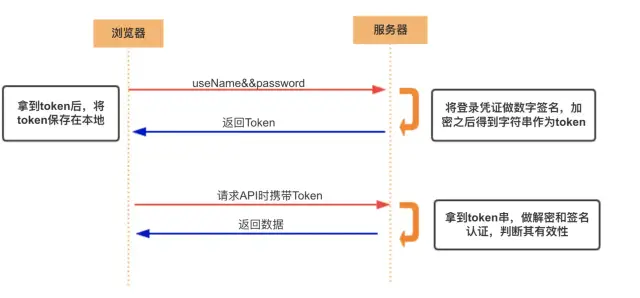 浏览器
服务器
useName&&password
拿到token后，将
token保存在本地
将登录凭证做数字签名，加
密之后得到字符串作为token
返回Token
请求API时携带Token
拿到token串，做解密和签名
认证，判断其有效性
返回数据